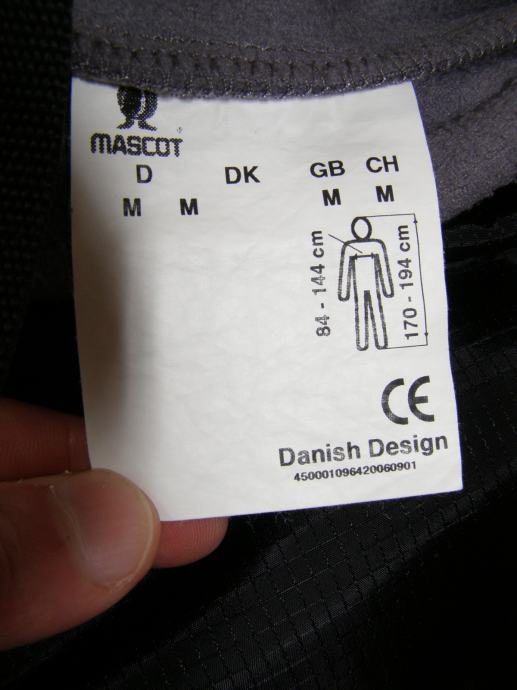 MASCOT
D DK GB CH
M M M M
84 - 144 cm
170 - 194 cm
CE
Danish Design
450001096420060901